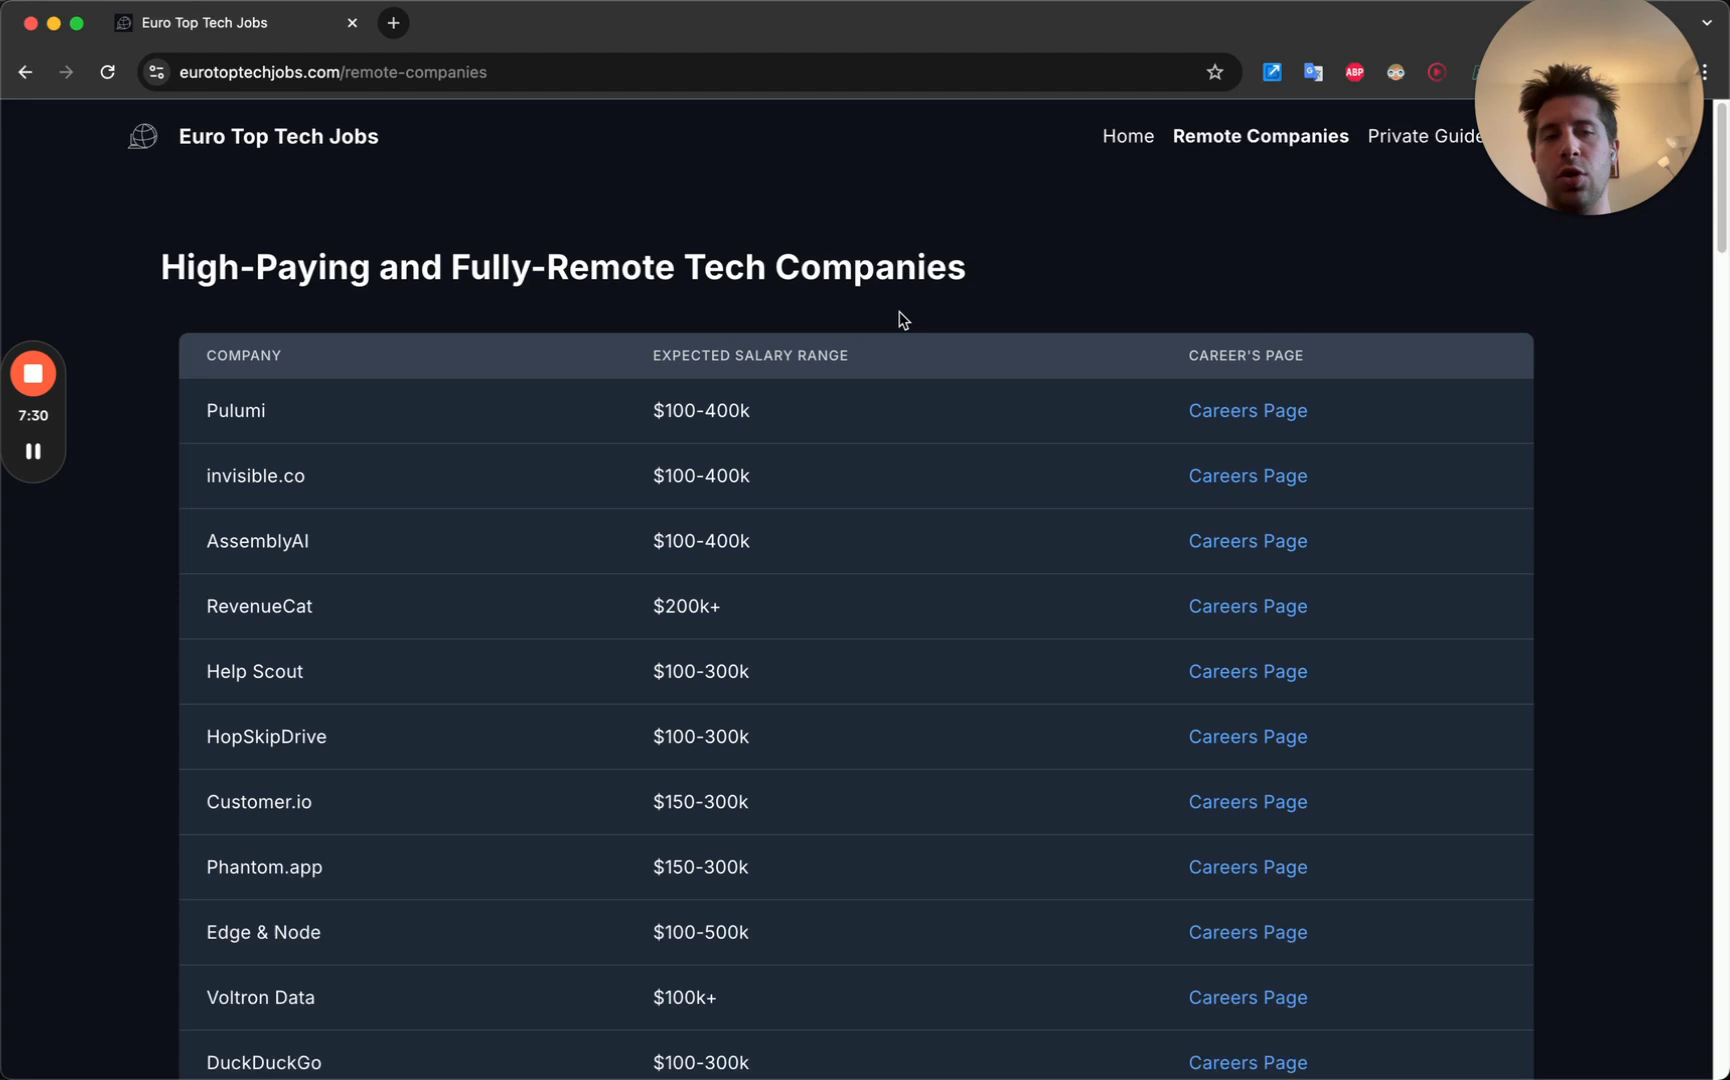 Euro Top Tech Jobs
eurotoptechjobs.com/remote-companies
ABP
Euro Top Tech Jobs
Home Remote Companies Private Guide
High-Paying and Fully-Remote Tech Companies
COMPANY EXPECTED SALARY RANGE CAREER'S PAGE
Pulumi $100-400k Careers Page
7:30
invisible.co $100-400k Careers Page
AssemblyAI $100-400k Careers Page
RevenueCat $200k+ Careers Page
Help Scout $100-300k Careers Page
HopSkipDrive $100-300k Careers Page
Customer.io $150-300k Careers Page
Phantom.app $150-300k Careers Page
Edge & Node $100-500k Careers Page
Voltron Data $100k+ Careers Page
DuckDuckGo $100-300k Careers Page